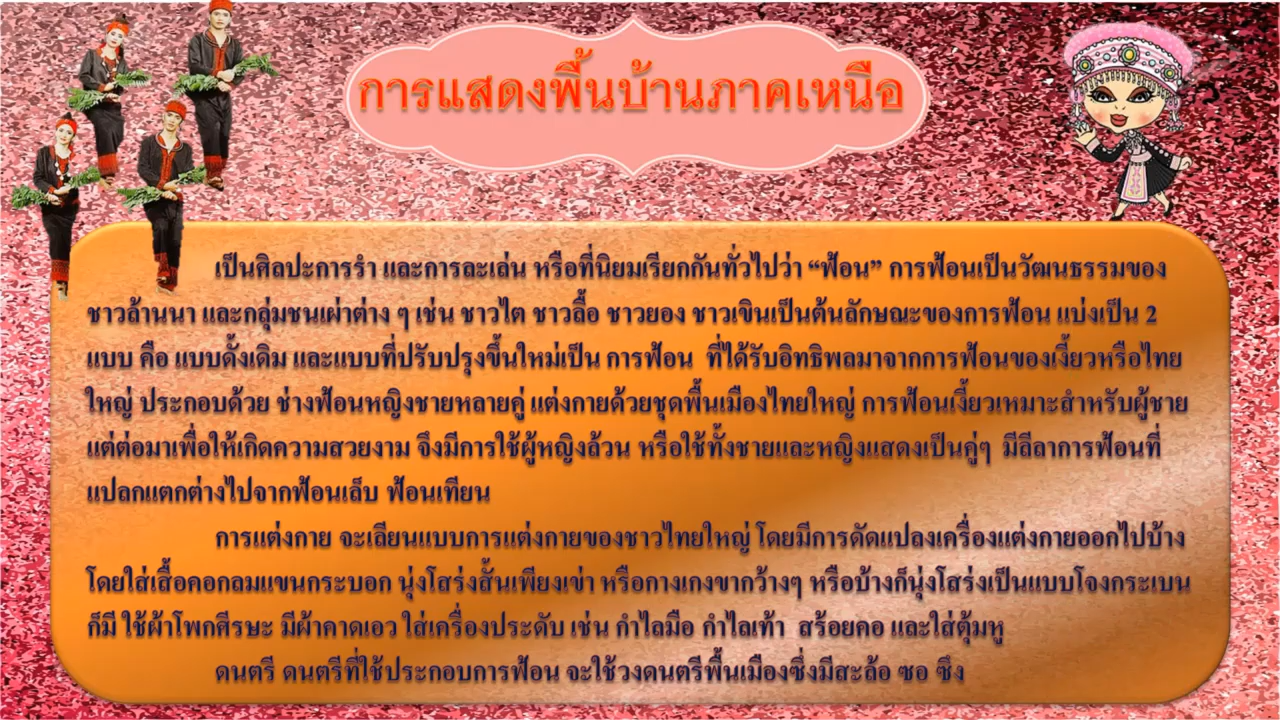 การแสดงพื้นบ้านภาคเหนือ
เป็นศิลปะการรำ และการละเล่น หรือที่นิยมเรียกกันทั่วไปว่า “ฟ้อน” การฟ้อนเป็นวัฒนธรรมของ
ชาวล้านนา และกลุ่มชนเผ่าต่าง ๆ เช่น ชาวไต ชาวลื้อ ชาวยอง ชาวเขินเป็นต้นลักษณะของการฟ้อน แบ่งเป็น 2
แบบ คือ แบบดั้งเดิม และแบบที่ปรับปรุงขึ้นใหม่เป็น การฟ้อน ที่ได้รับอิทธิพลมาจากการฟ้อนของเงี้ยวหรือไทย
ใหญ่ ประกอบด้วย ช่างฟ้อนหญิงชายหลายคู่ แต่งกายด้วยชุดพื้นเมืองไทยใหญ่ การฟ้อนเงี้ยวเหมาะสำหรับผู้ชาย
แต่ต่อมาเพื่อให้เกิดความสวยงาม จึงมีการใช้ผู้หญิงล้วน หรือใช้ทั้งชายและหญิงแสดงเป็นคู่ๆ มีลีลาการฟ้อนที่
แปลกแตกต่างไปจากฟ้อนเล็บ ฟ้อนเทียน
การแต่งกาย จะเลียนแบบการแต่งกายของชาวไทยใหญ่ โดยมีการดัดแปลงเครื่องแต่งกายออกไปบ้าง
โดยใส่เสื้อคอกลมแขนกระบอก นุ่งโสร่งสั้นเพียงเข่า หรือกางเกงขากว้างๆ หรือบ้างก็นุ่งโสร่งเป็นแบบโจงกระเบน
ก็มี ใช้ผ้าโพกศีรษะ มีผ้าคาดเอว ใส่เครื่องประดับ เช่น กำไลมือ กำไลเท้า สร้อยคอ และใส่ตุ้มหู
ดนตรี ดนตรีที่ใช้ประกอบการฟ้อน จะใช้วงดนตรีพื้นเมืองซึ่งมีสะล้อ ซอ ซึง